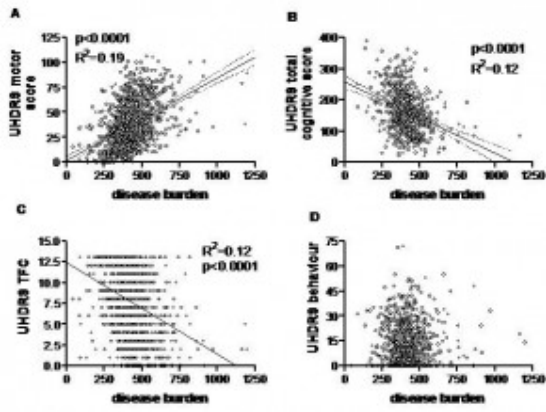 A
p<0.0001
R²=0.19
UHDRS motor
score
125
100
75
50
25
0
0 250 500 750 1000 1250
disease burden
B
p<0.0001
R²=0.12
UHDRS total
cognitive score
400
300
200
100
0
0 250 500 750 1000 1250
disease burden
C
R²=0.12
p<0.0001
UHDRS TFC
15.0
12.5
10.0
7.5
5.0
2.5
0.0
0 250 500 750 1000 1250
disease burden
D
UHDRS behaviour
75
60
45
30
15
0
0 250 500 750 1000 1250
disease burden